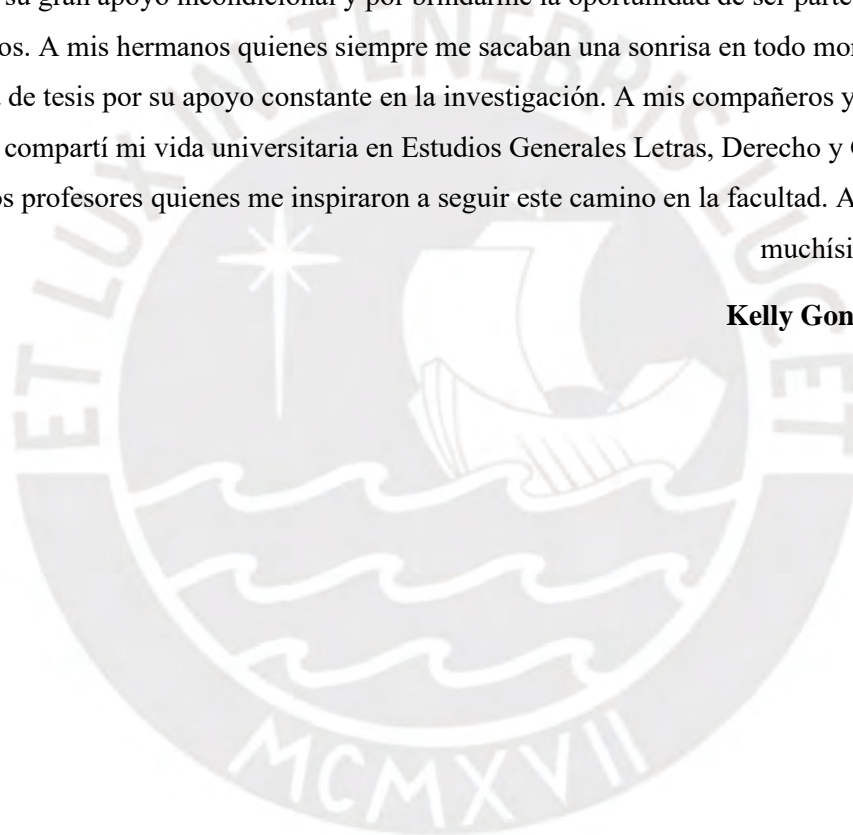 su gran apoyo incondicional y por brindarme la oportunidad de ser parte
os. A mis hermanos quienes siempre me sacaban una sonrisa en todo mo
de tesis por su apoyo constante en la investigación. A mis compañeros y
compartí mi vida universitaria en Estudios Generales Letras, Derecho y
os profesores quienes me inspiraron a seguir este camino en la facultad. A
muchísi
Kelly Gon
ET LUX IN TENEBRIS LUCET
MCMXVII